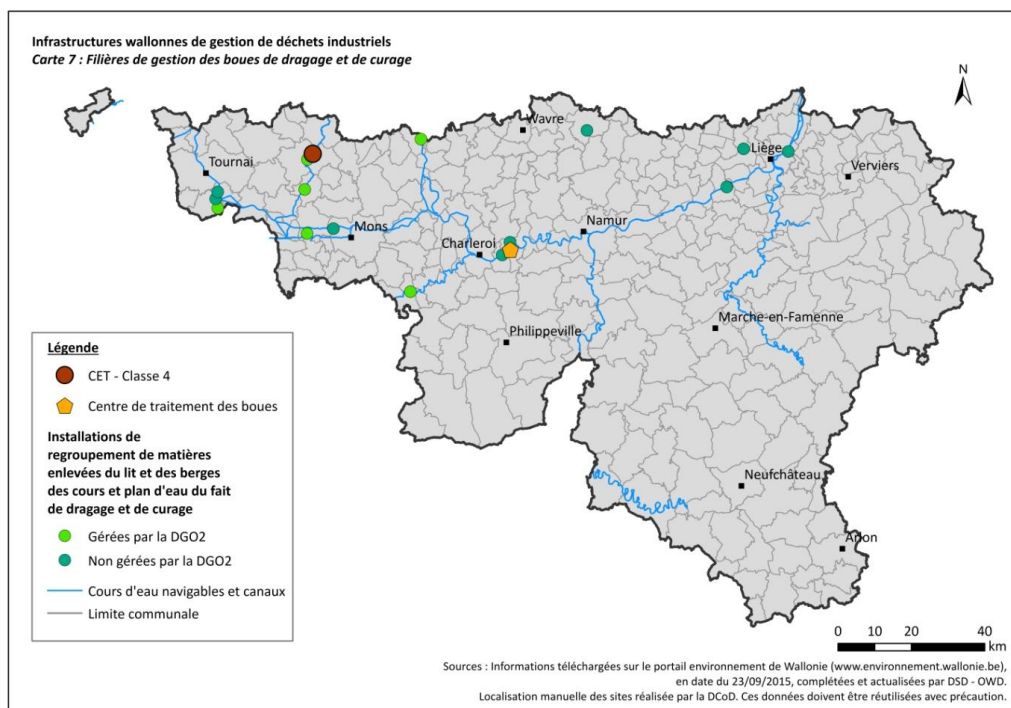 Infrastructures wallonnes de gestion de déchets industriels
Carte 7 : Filières de gestion des boues de dragage et de curage
N
Wavre
Tournai
Liège
Verviers
Mons
Namur
Charleroi
Marche-en-Famenne
Philippeville
Neufchâteau
Arlon
Légende
CET - Classe 4
Centre de traitement des boues
Installations de
regroupement de matières
enlevées du lit et des berges
des cours et plan d'eau du fait
de dragage et de curage
Gérées par la DGO2
Non gérées par la DGO2
Cours d'eau navigables et canaux
Limite communale
0 10 20 40
km
Sources : Informations téléchargées sur le portail environnement de Wallonie (www.environnement.wallonie.be),
en date du 23/09/2015, complétées et actualisées par DSD - OWD.
Localisation manuelle des sites réalisée par la DCoD. Ces données doivent être réutilisées avec précaution.